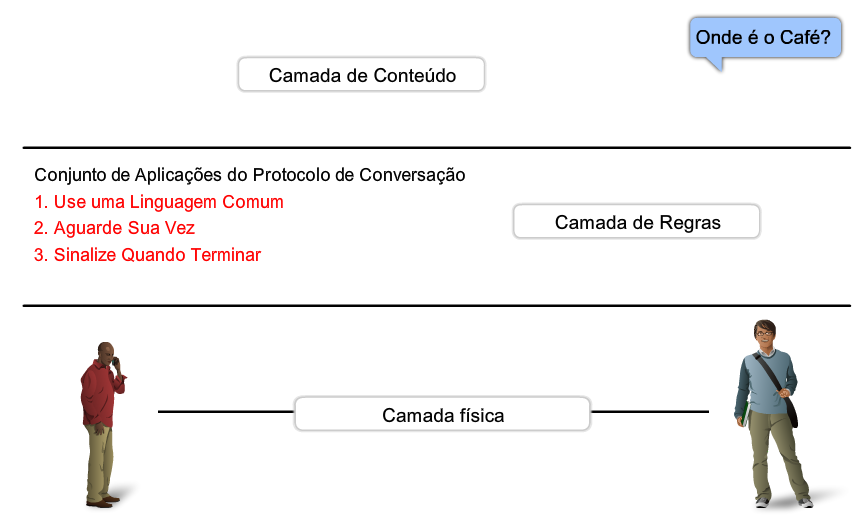 Onde é o Café?
Camada de Conteúdo
Conjunto de Aplicações do Protocolo de Conversação
1. Use uma Linguagem Comum
2. Aguarde Sua Vez
3. Sinalize Quando Terminar
Camada de Regras
Camada física